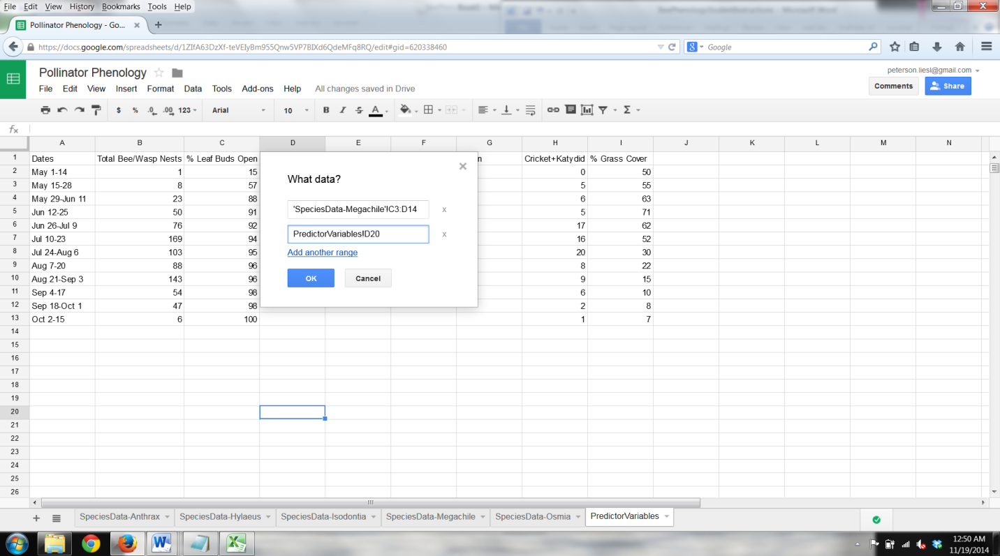 File Edit View History Bookmarks Tools Help
Pollinator Phenology - Go... × +
https://docs.google.com/spreadsheets/d/1ZIfA63DzXf-teVEIyBm955Qnw5VP7BIXd6QdeMFq8RQ/edit#gid=620338460 Google
Pollinator Phenology
peterson.liesl@gmail.com
File Edit View Insert Format Data Tools Add-ons Help All changes saved in Drive
Comments Share
$ % .0 .00 123 Arial 10 B I S A Σ
fx
A B C D E F G H I J K L M N
1 Dates Total Bee/Wasp Nests % Leaf Buds Open n Cricket+Katydid % Grass Cover
2 May 1-14 1 15 0 50
3 May 15-28 8 57 5 55
4 May 29-Jun 11 23 88 6 63
5 Jun 12-25 50 91 5 71
6 Jun 26-Jul 9 76 92 17 62
7 Jul 10-23 169 94 16 52
8 Jul 24-Aug 6 103 95 20 30
9 Aug 7-20 88 96 8 22
10 Aug 21-Sep 3 143 96 9 15
11 Sep 4-17 54 98 6 10
12 Sep 18-Oct 1 47 98 2 8
13 Oct 2-15 6 100 1 7
14
15
16
17
18
19
20
21
22
23
24
25
26
What data?
'SpeciesData-Megachile'!C3:D14 x
PredictorVariables!D20 x
Add another range
OK Cancel
SpeciesData-Anthrax SpeciesData-Hylaeus SpeciesData-Isodontia SpeciesData-Megachile SpeciesData-Osmia PredictorVariables
12:50 AM
11/19/2014